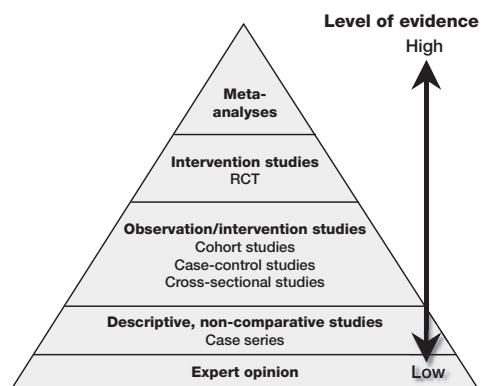 Level of evidence
High
Meta-
analyses
Intervention studies
RCT
Observation/intervention studies
Cohort studies
Case-control studies
Cross-sectional studies
Descriptive, non-comparative studies
Case series
Expert opinion
Low